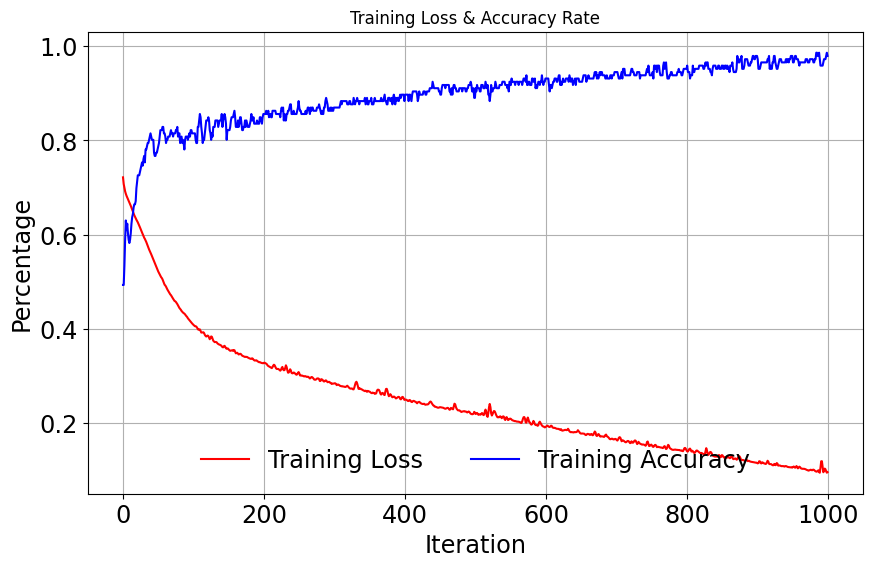 Training Loss & Accuracy Rate
1.0
0.8
0.6
0.4
0.2
Percentage
Training Loss Training Accuracy
0 200 400 600 800 1000
Iteration